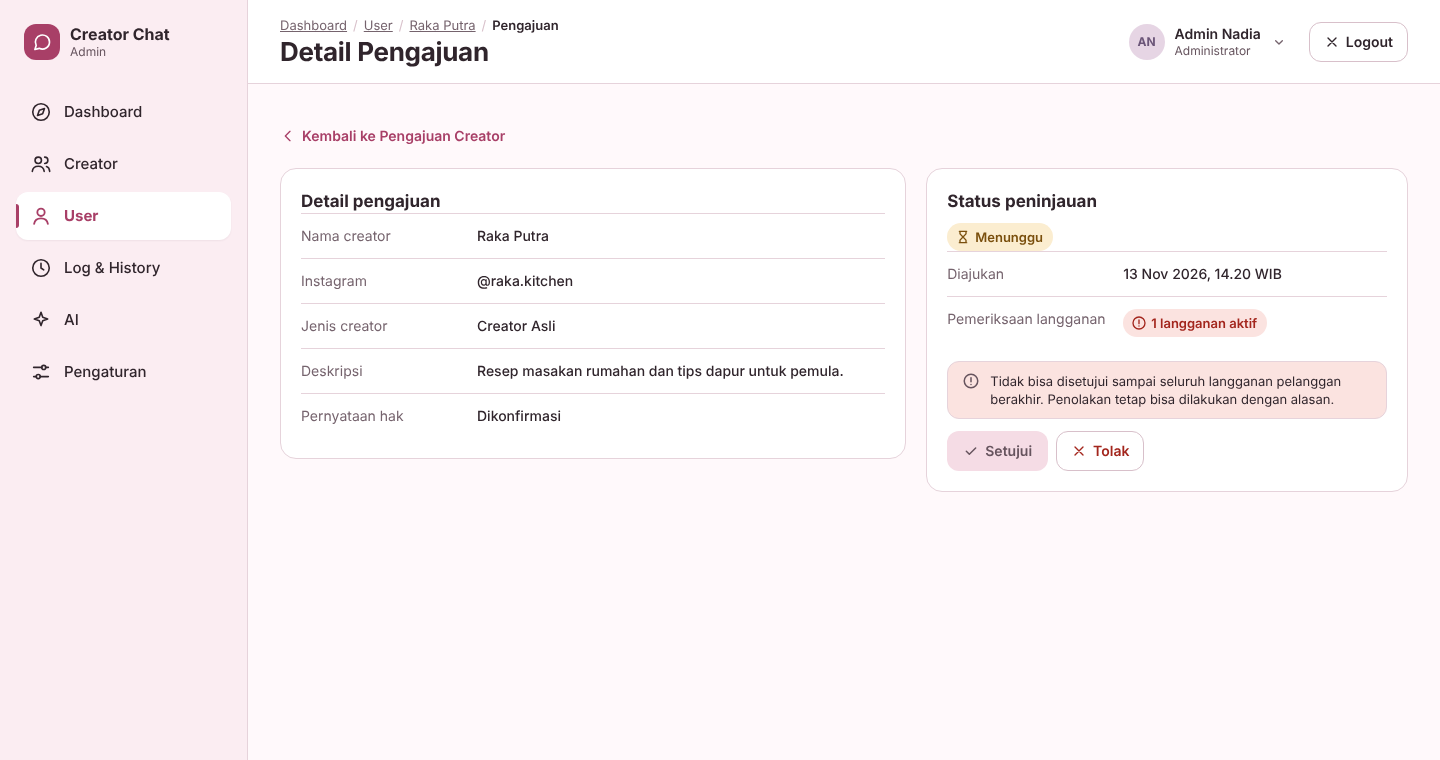 Creator Chat
Admin
Dashboard
Creator
User
Log & History
AI
Pengaturan
Dashboard / User / Raka Putra / Pengajuan
Detail Pengajuan
AN
Admin Nadia
Administrator
Logout
Kembali ke Pengajuan Creator
Detail pengajuan
Nama creator Raka Putra
Instagram @raka.kitchen
Jenis creator Creator Asli
Deskripsi Resep masakan rumahan dan tips dapur untuk pemula.
Pernyataan hak Dikonfirmasi
Status peninjauan
Menunggu
Diajukan 13 Nov 2026, 14.20 WIB
Pemeriksaan langganan 1 langganan aktif
Tidak bisa disetujui sampai seluruh langganan pelanggan
berakhir. Penolakan tetap bisa dilakukan dengan alasan.
Setujui
Tolak